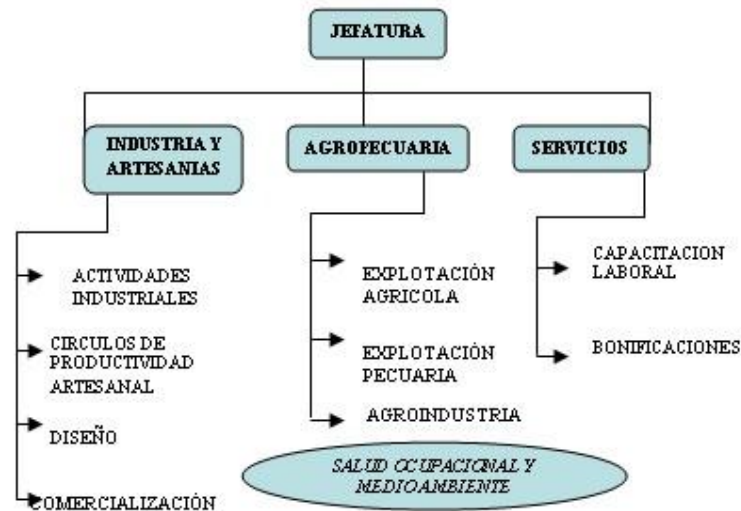 JEFATURA
INDUSTRIA Y
ARTESANIAS
AGROPECUARIA
SERVICIOS
ACTIVIDADES
INDUSTRIALES
CIRCULOS DE
PRODUCTIVIDAD
ARTESANAL
DISEÑO
COMERCIALIZACIÓN
EXPLOTACIÓN
AGRICOLA
EXPLOTACIÓN
PECUARIA
AGROINDUSTRIA
CAPACITACION
LABORAL
BONIFICACIONES
SALUD OCUPACIONAL Y
MEDIOAMBIENTE